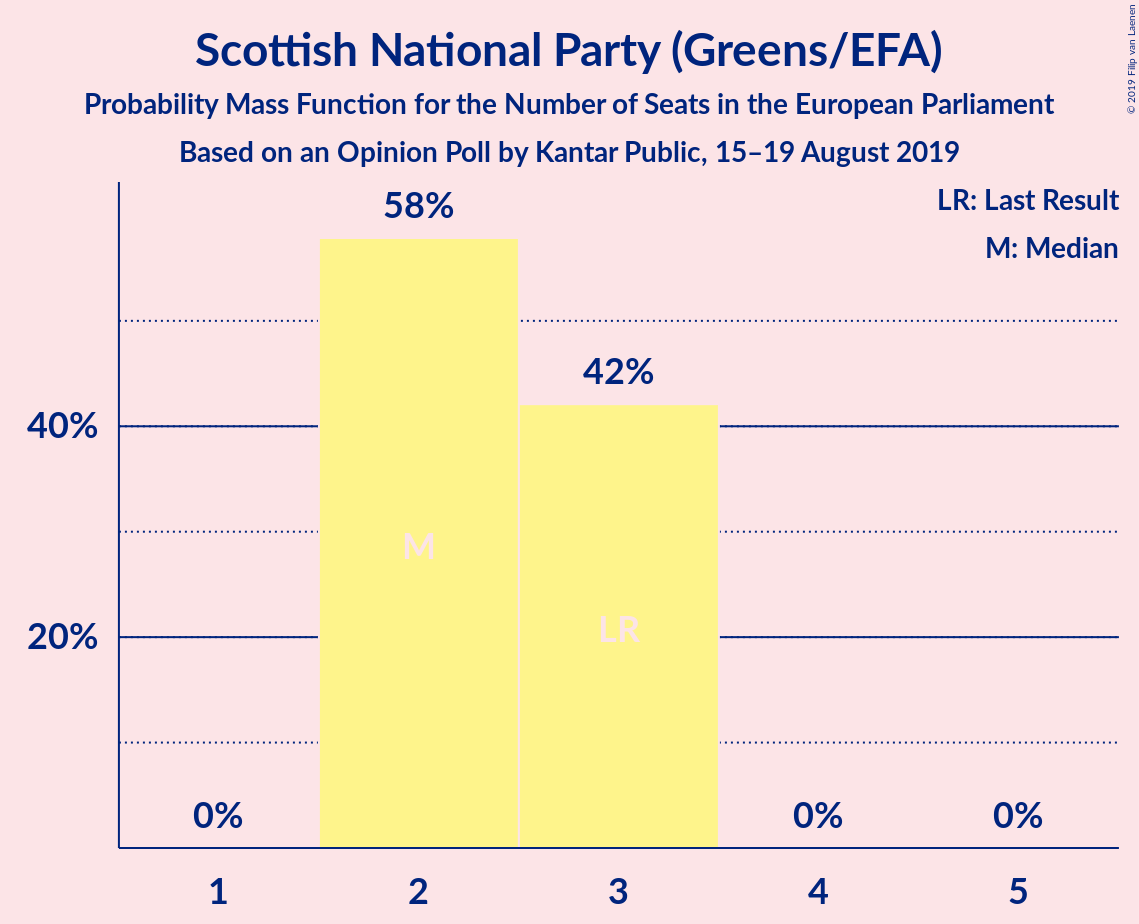 Scottish National Party (Greens/EFA)
Probability Mass Function for the Number of Seats in the European Parliament
Based on an Opinion Poll by Kantar Public, 15–19 August 2019
© 2019 Filip van Laenen
LR: Last Result
M: Median
58%
42%
40%
M
LR
20%
0%
0%
0%
1
2
3
4
5